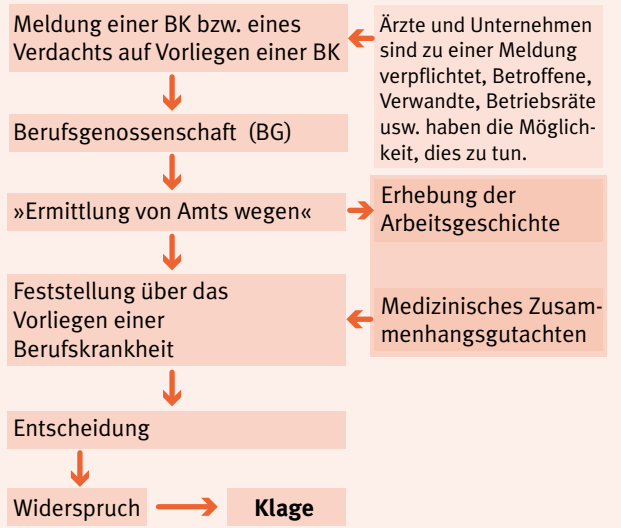 Meldung einer BK bzw. eines
Verdachts auf Vorliegen einer BK
Ärzte und Unternehmen
sind zu einer Meldung
verpflichtet, Betroffene,
Verwandte, Betriebsräte
usw. haben die Möglich-
keit, dies zu tun.
Berufsgenossenschaft (BG)
»Ermittlung von Amts wegen«
Erhebung der
Arbeitsgeschichte
Feststellung über das
Vorliegen einer
Berufskrankheit
Medizinisches Zusam-
menhangsgutachten
Entscheidung
Widerspruch
Klage